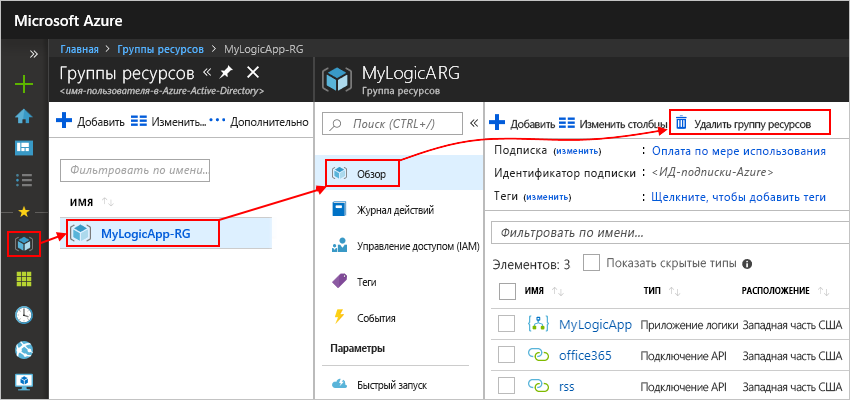 Microsoft Azure
Главная > Группы ресурсов > MyLogicApp-RG
Группы ресурсов
<имя-пользователя-в-Azure-Active-Directory>
Добавить Изменить... Дополнительно
Фильтровать по имени...
ИМЯ
MyLogicApp-RG
MyLogicARG
Группа ресурсов
Поиск (CTRL+/)
Обзор
Журнал действий
Управление доступом (IAM)
Теги
События
Параметры
Быстрый запуск
Добавить Изменить столбцы Удалить группу ресурсов
Подписка (изменить) : Оплата по мере использования
Идентификатор подписки : <ИД-подписки-Azure>
Теги (изменить) : Щелкните, чтобы добавить теги
Фильтровать по имени...
Элементов: 3 Показать скрытые типы
ИМЯ ТИП РАСПОЛОЖЕНИЕ
MyLogicApp Приложение логики Западная часть США
office365 Подключение API Западная часть США
rss Подключение API Западная часть США